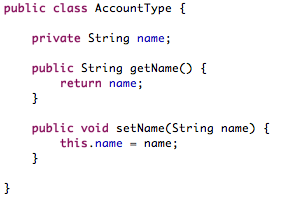 public class AccountType {
private String name;
public String getName() {
return name;
}
public void setName(String name) {
this.name = name;
}
}